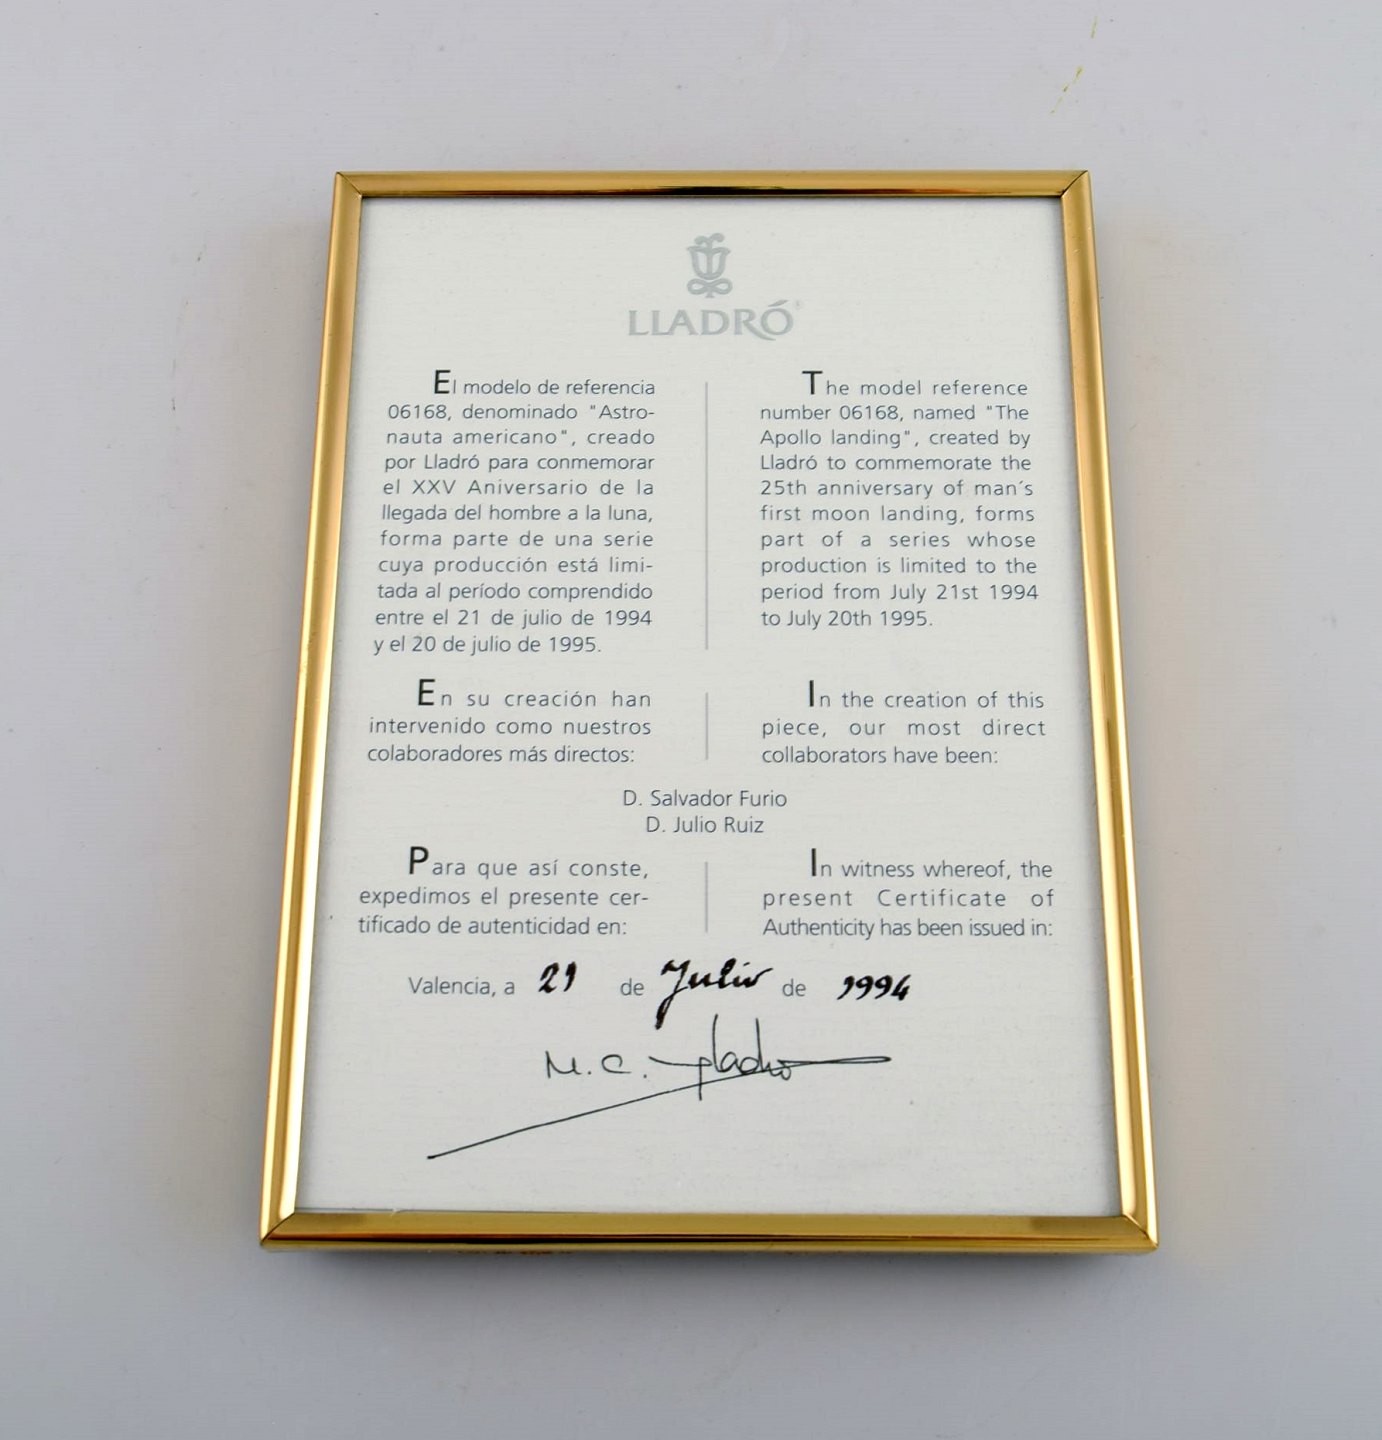 LLADRÓ®
El modelo de referencia
06168, denominado "Astro-
nauta americano", creado
por Lladró para conmemorar
el XXV Aniversario de la
llegada del hombre a la luna,
forma parte de una serie
cuya producción está limi-
tada al período comprendido
entre el 21 de julio de 1994
y el 20 de julio de 1995.
The model reference
number 06168, named "The
Apollo landing", created by
Lladró to commemorate the
25th anniversary of man´s
first moon landing, forms
part of a series whose
production is limited to the
period from July 21st 1994
to July 20th 1995.
En su creación han
intervenido como nuestros
colaboradores más directos:
In the creation of this
piece, our most direct
collaborators have been:
D. Salvador Furio
D. Julio Ruiz
Para que así conste,
expedimos el presente cer-
tificado de autenticidad en:
In witness whereof, the
present Certificate of
Authenticity has been issued in:
Valencia, a 21 de Julio de 1994
M. C. Lladró